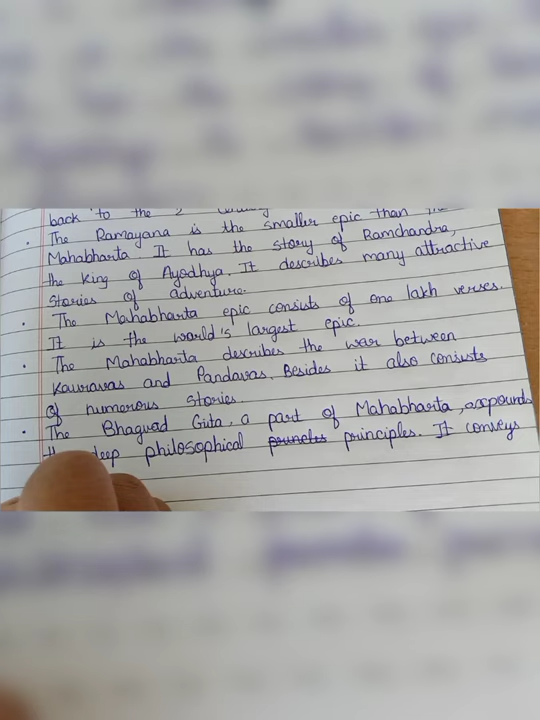 back to the 2
• The Ramayana is the smaller epic than
Mahabharta. It has the story of Ramchandra,
the King of Ayodhya. It describes many attractive
stories of adventure.
• The Mahabharta epic consists of one lakh verses.
It is the world's largest epic.
• The Mahabharta describes the war between
Kauravas and Pandavas. Besides it also conissts
of numerous stories.
• The Bhagvad Gita, a part of Mahabharta, expounds
deep philosophical principles. It conveys